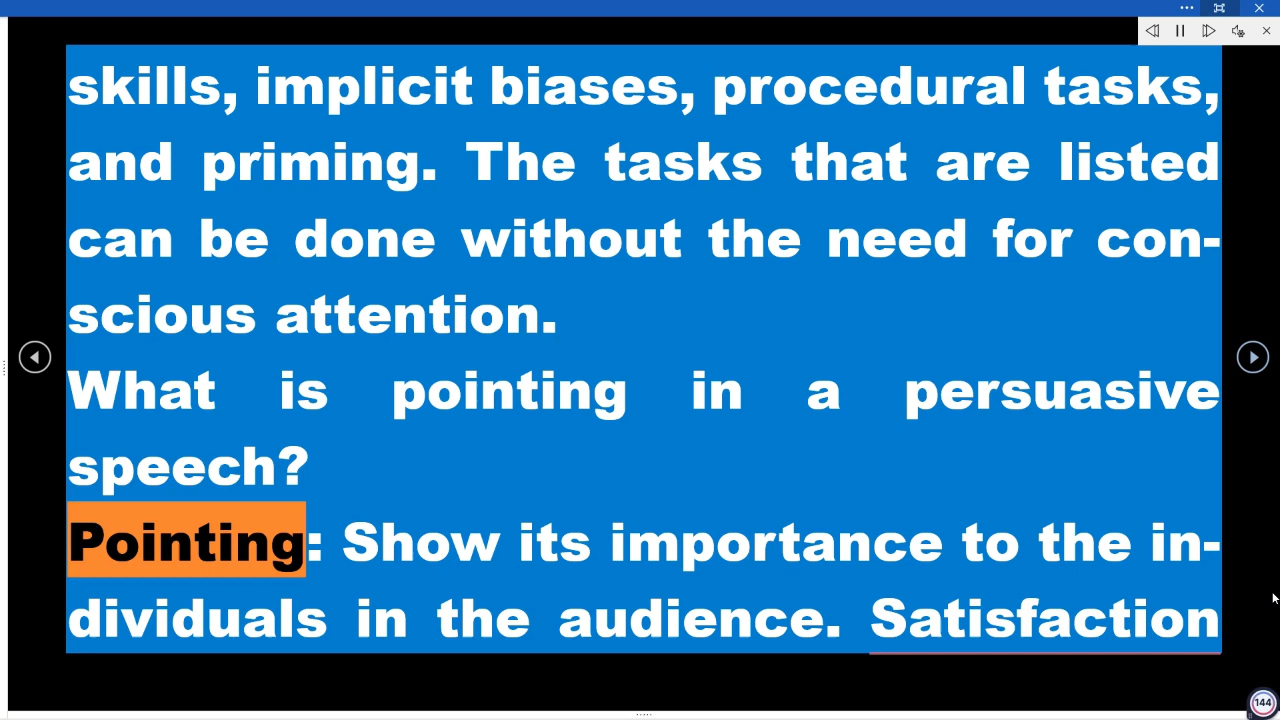 skills, implicit biases, procedural tasks,
and priming. The tasks that are listed
can be done without the need for con-
scious attention.
What is pointing in a persuasive
speech?
Pointing: Show its importance to the in-
dividuals in the audience. Satisfaction
144